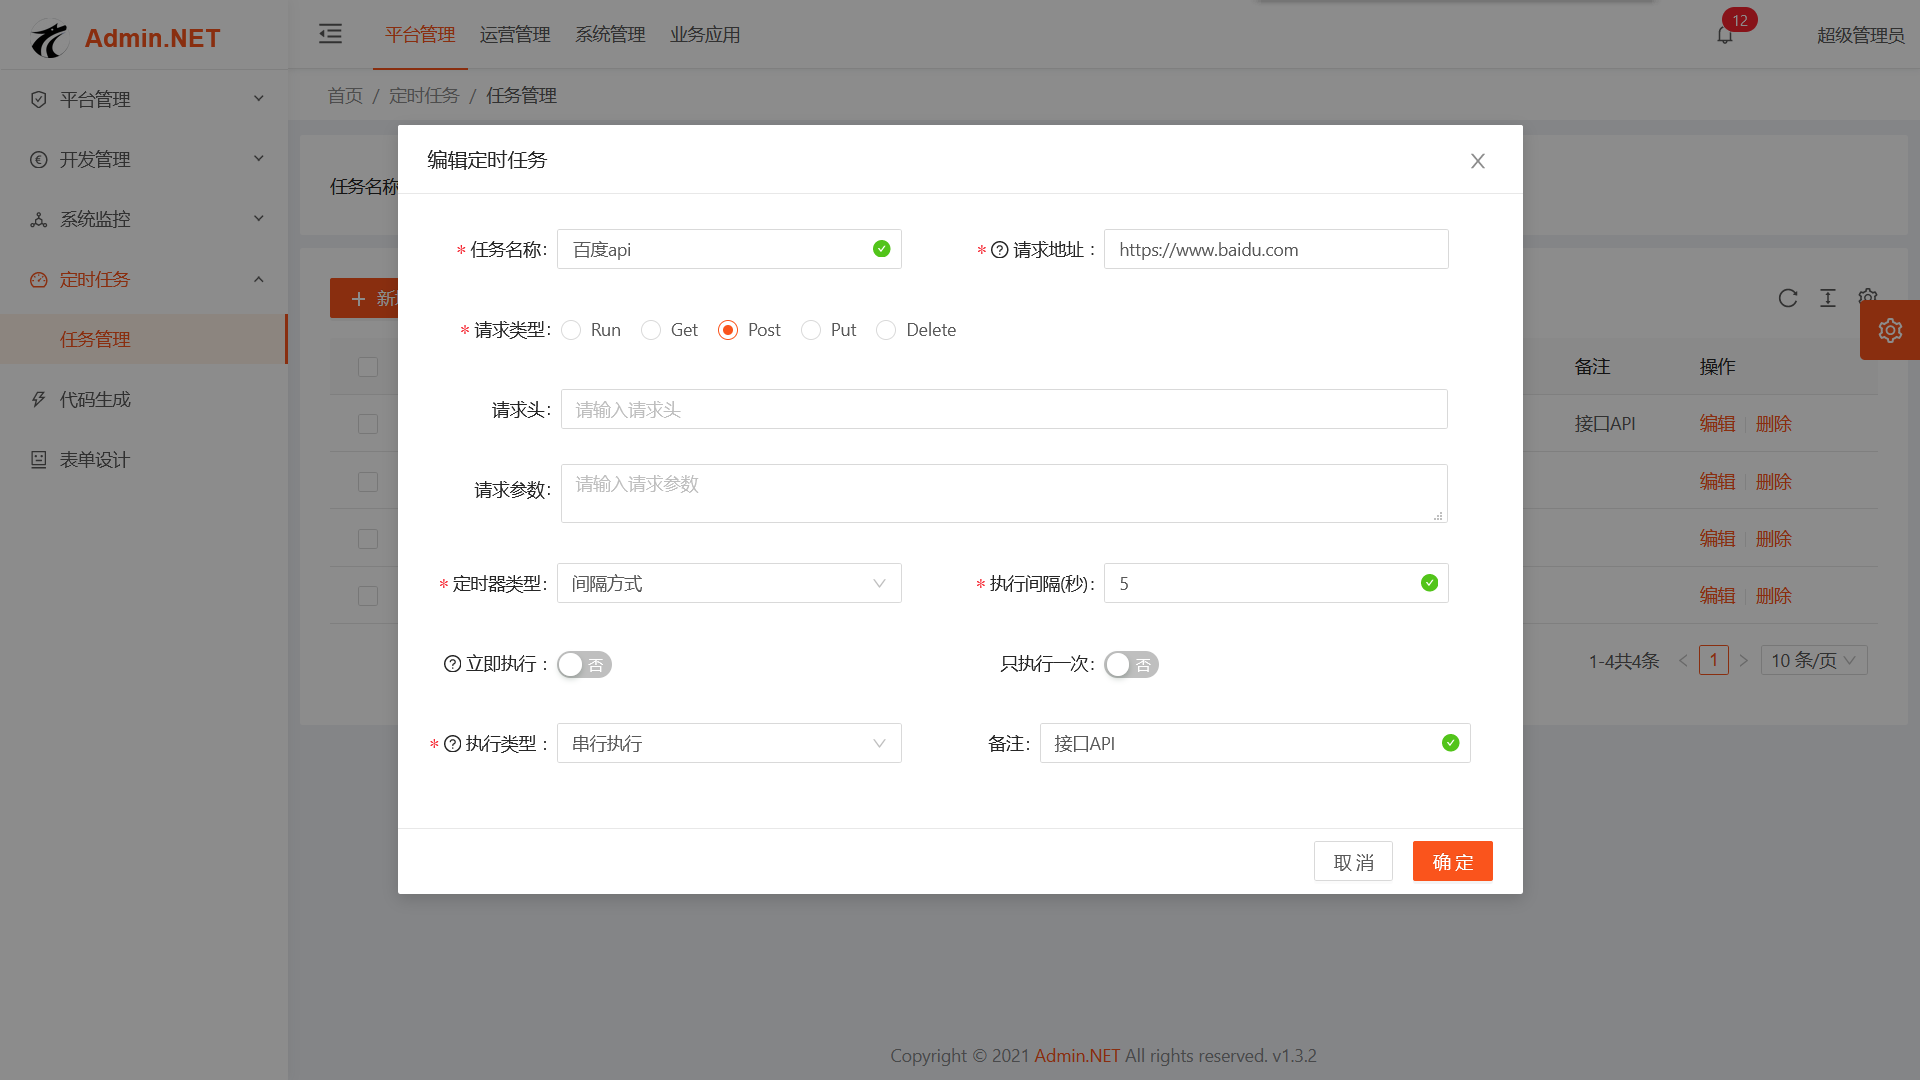 Admin.NET
平台管理
运营管理
系统管理
业务应用
12
超级管理员
平台管理
开发管理
系统监控
定时任务
任务管理
代码生成
表单设计
首页 / 定时任务 / 任务管理
任务名称
编辑定时任务
* 任务名称: 百度api
* 请求地址 : https://www.baidu.com
* 请求类型: Run Get Post Put Delete
请求头: 请输入请求头
请求参数: 请输入请求参数
* 定时器类型: 间隔方式
* 执行间隔(秒): 5
立即执行 : 否
只执行一次: 否
* 执行类型 : 串行执行
备注: 接口API
取 消
确 定
备注 操作
接口API 编辑 删除
编辑 删除
编辑 删除
编辑 删除
1-4共4条 < 1 > 10 条/页
Copyright © 2021 Admin.NET All rights reserved. v1.3.2